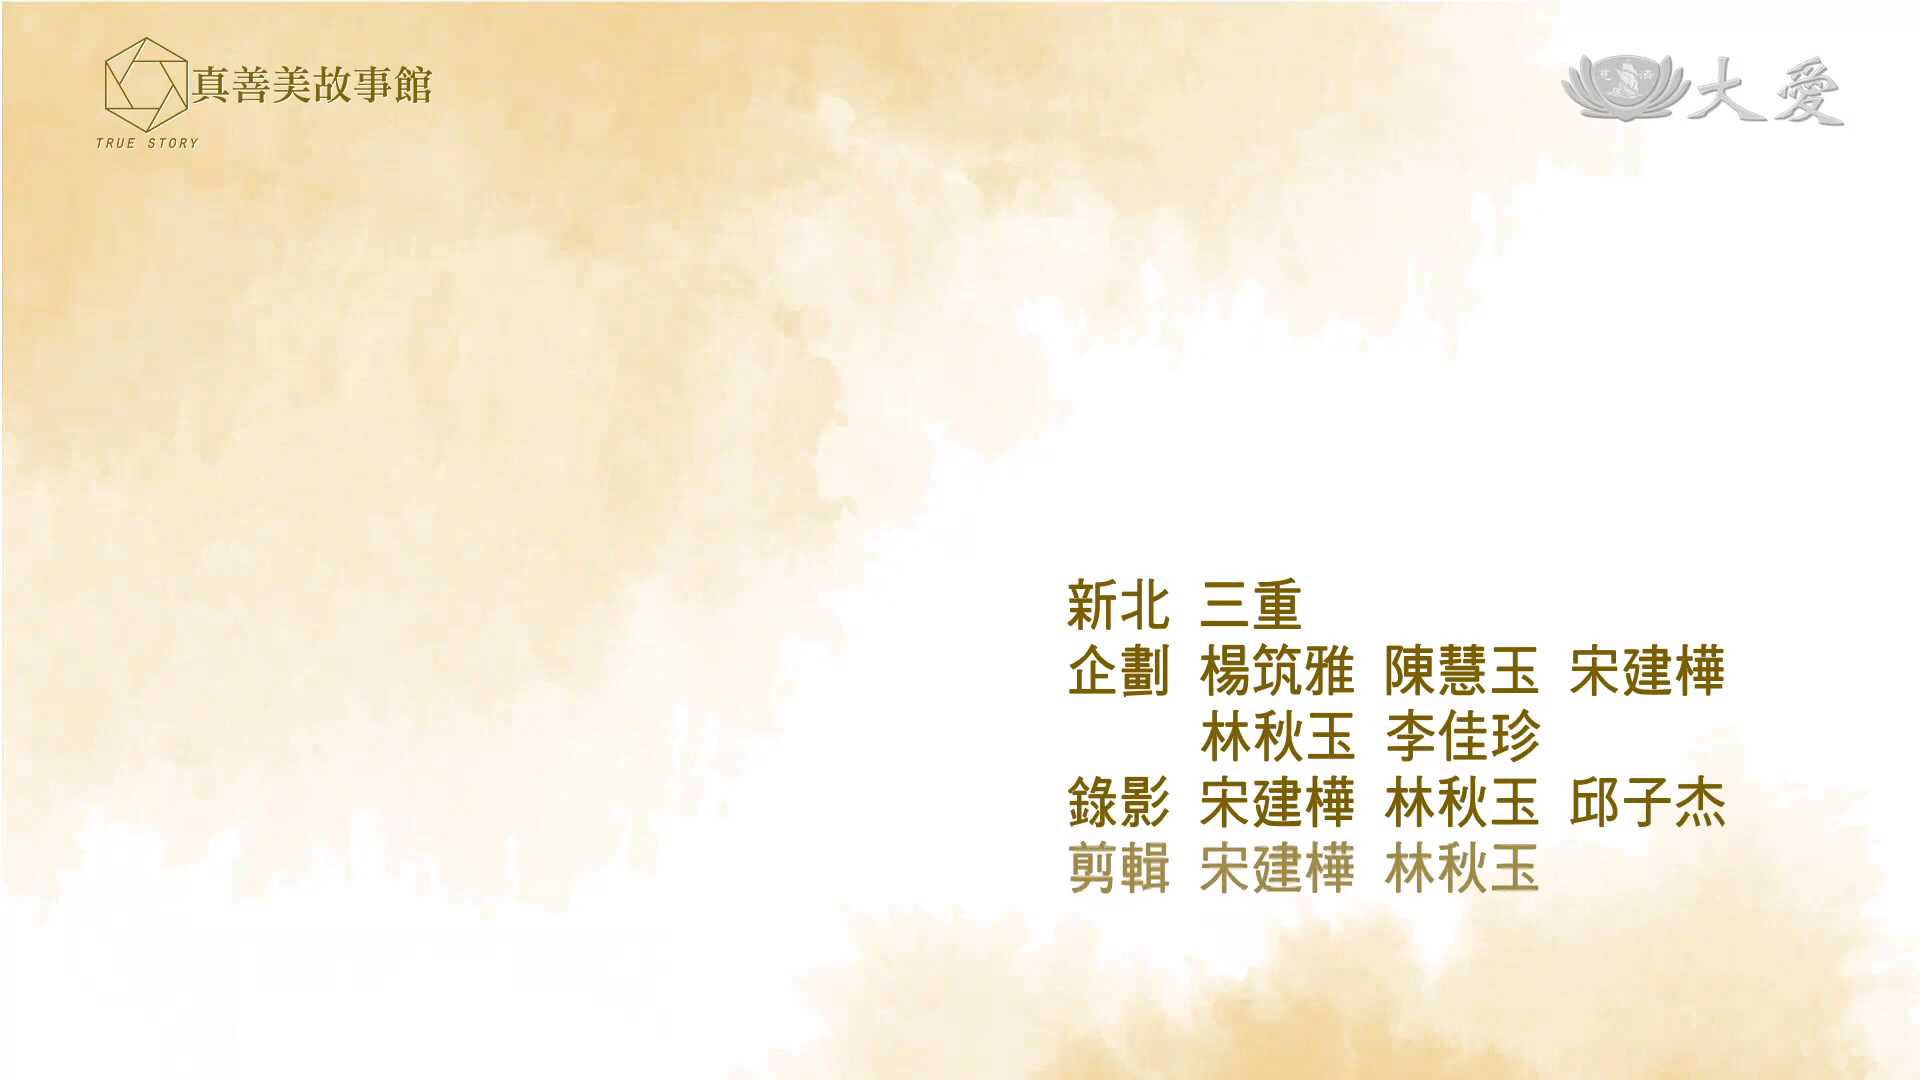 真善美故事館
TRUE STORY
慈濟
大愛
新北 三重
企劃 楊筑雅 陳慧玉 宋建樺
林秋玉 李佳珍
錄影 宋建樺 林秋玉 邱子杰
剪輯 宋建樺 林秋玉